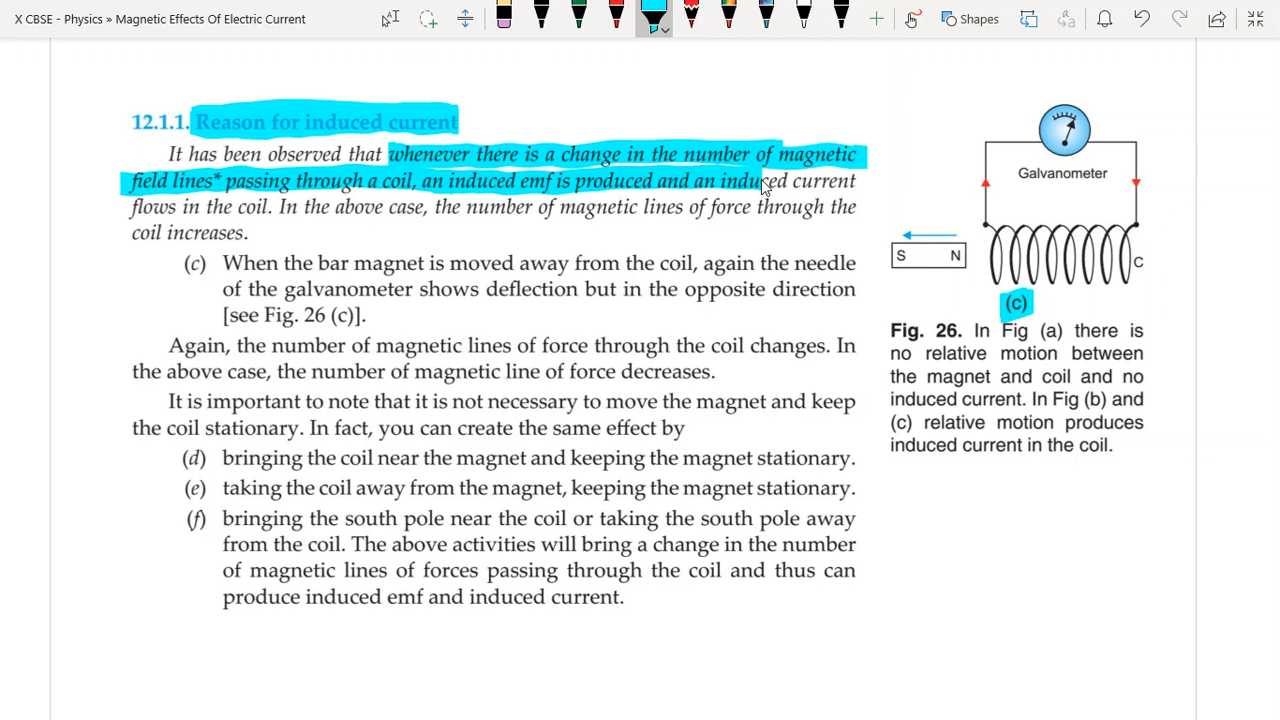 X CBSE - Physics » Magnetic Effects Of Electric Current
Shapes
12.1.1. Reason for induced current
It has been observed that whenever there is a change in the number of magnetic
field lines* passing through a coil, an induced emf is produced and an induced current
flows in the coil. In the above case, the number of magnetic lines of force through the
coil increases.
(c) When the bar magnet is moved away from the coil, again the needle
of the galvanometer shows deflection but in the opposite direction
[see Fig. 26 (c)].
Again, the number of magnetic lines of force through the coil changes. In
the above case, the number of magnetic line of force decreases.
It is important to note that it is not necessary to move the magnet and keep
the coil stationary. In fact, you can create the same effect by
(d) bringing the coil near the magnet and keeping the magnet stationary.
(e) taking the coil away from the magnet, keeping the magnet stationary.
(f) bringing the south pole near the coil or taking the south pole away
from the coil. The above activities will bring a change in the number
of magnetic lines of forces passing through the coil and thus can
produce induced emf and induced current.
Galvanometer
S N
C
(c)
Fig. 26. In Fig (a) there is
no relative motion between
the magnet and coil and no
induced current. In Fig (b) and
(c) relative motion produces
induced current in the coil.